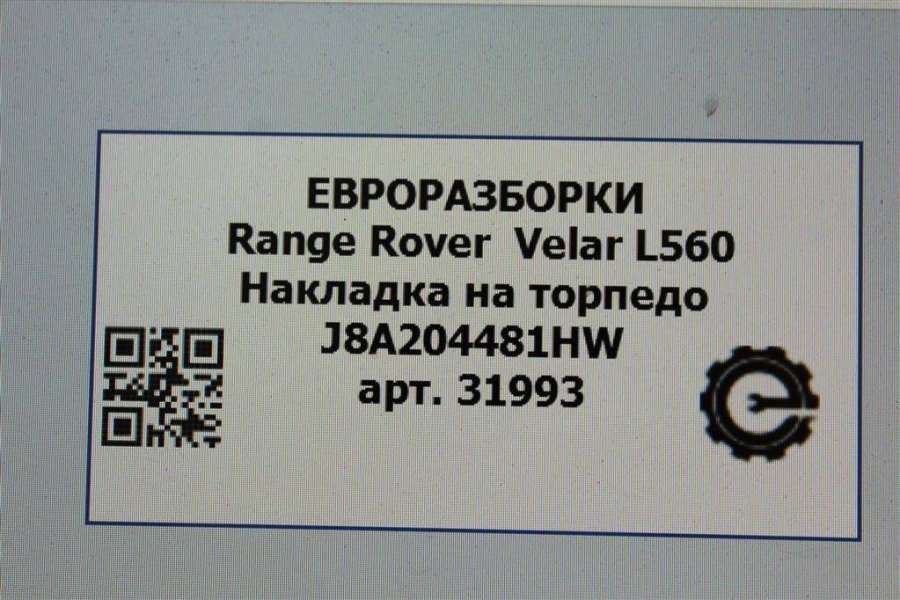 ЕВРОРАЗБОРКИ
Range Rover Velar L560
Накладка на торпедо
J8A204481HW
арт. 31993